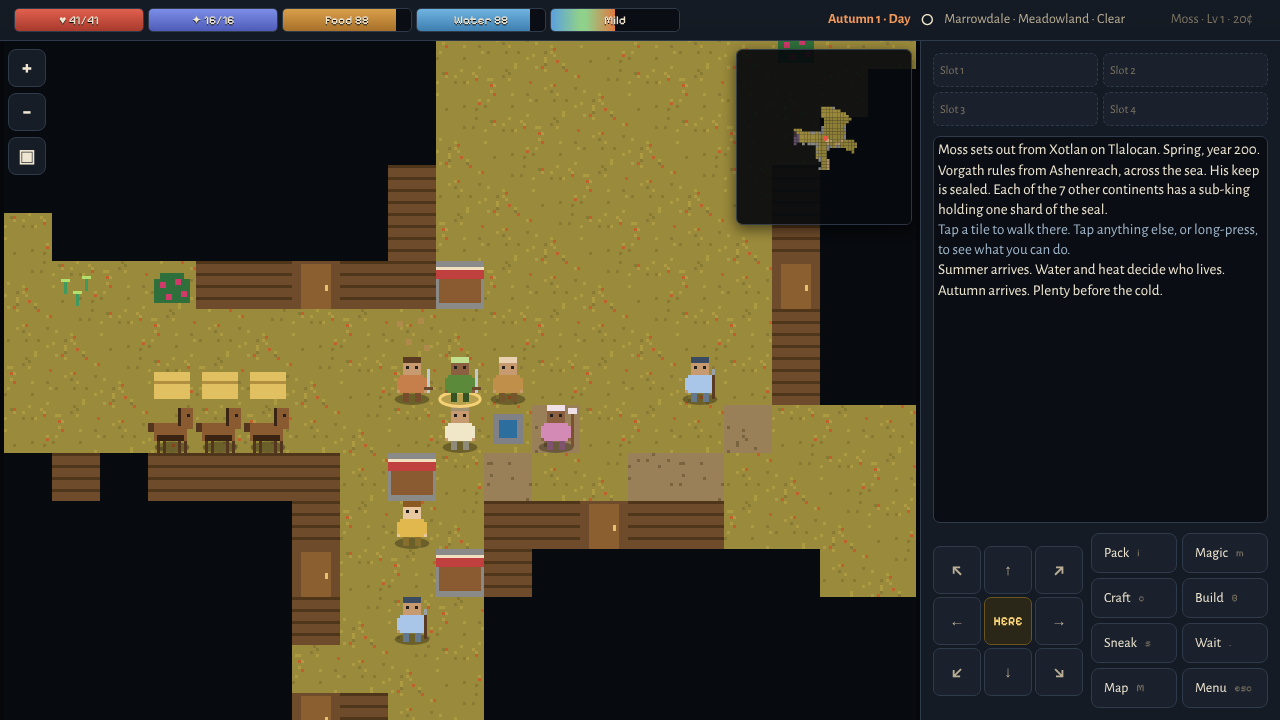 ♥ 41/41
✦ 16/16
Food 98
Water 98
Mild
Autumn 1 · Day
Marrowdale · Meadowland · Clear
Moss · Lv 1 · 20¢
+
-
Slot 1
Slot 2
Slot 3
Slot 4
Moss sets out from Xotlan on Tlalocan. Spring, year 200.
Vorgath rules from Ashenreach, across the sea. His keep
is sealed. Each of the 7 other continents has a sub-king
holding one shard of the seal.
Tap a tile to walk there. Tap anything else, or long-press,
to see what you can do.
Summer arrives. Water and heat decide who lives.
Autumn arrives. Plenty before the cold.
↖ ↑ ↗
← HERE →
↙ ↓ ↘
Pack i
Magic m
Craft c
Build B
Sneak s
Wait .
Map M
Menu esc